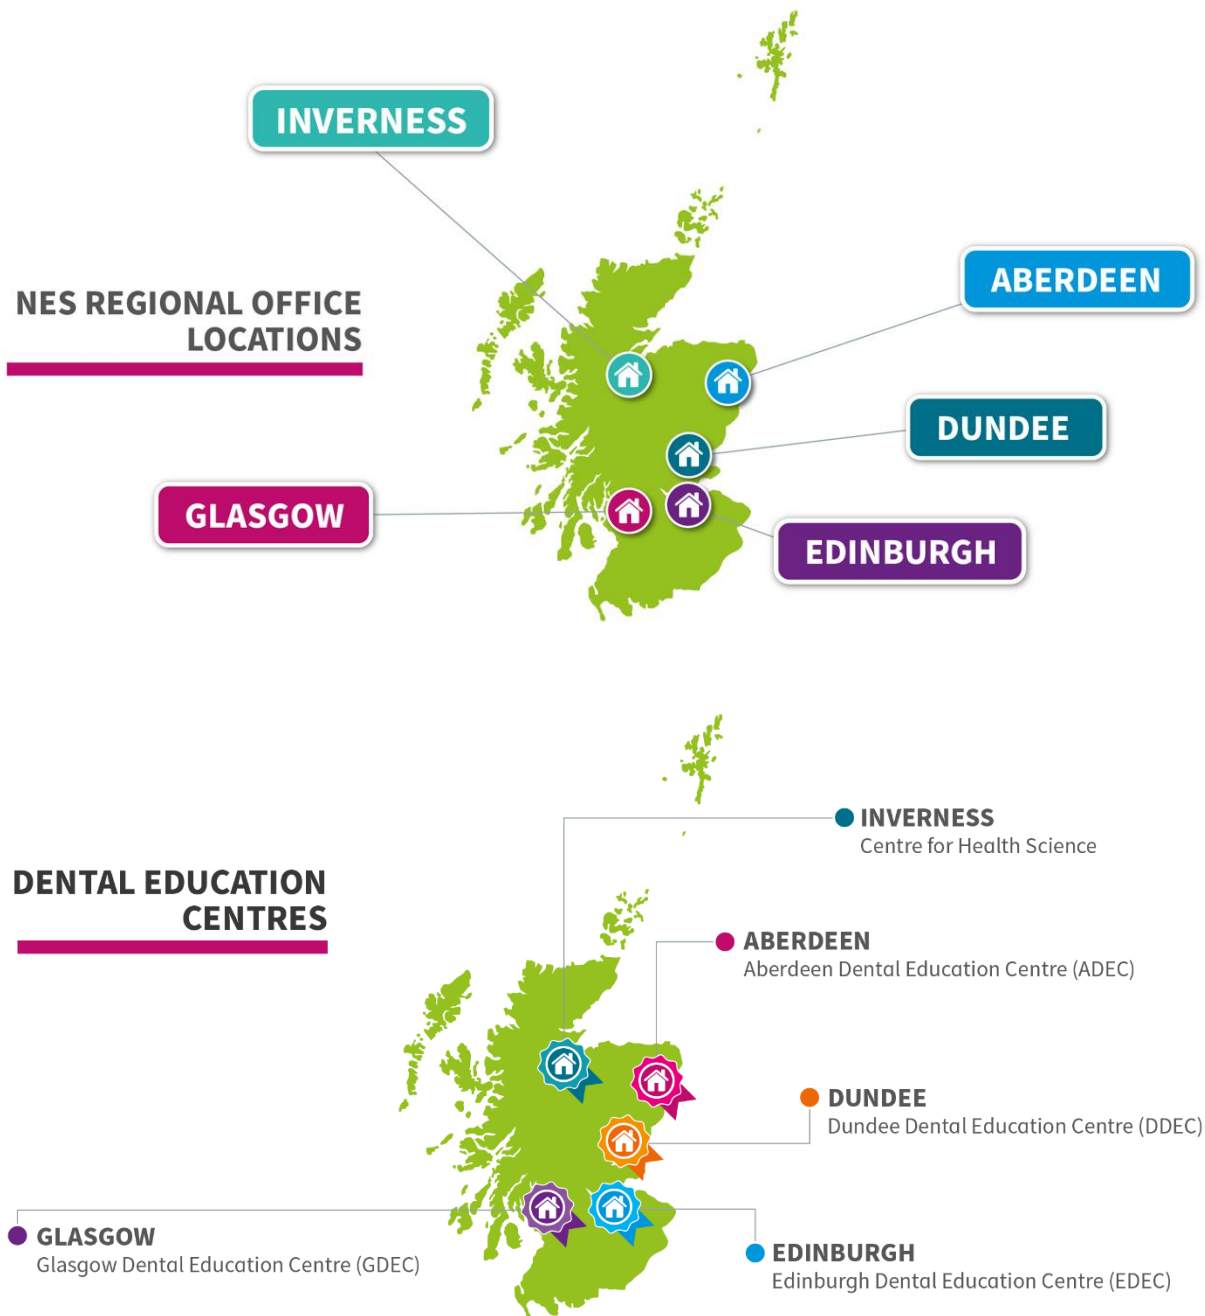 INVERNESS
NES REGIONAL OFFICE
LOCATIONS
ABERDEEN
DUNDEE
GLASGOW
EDINBURGH
DENTAL EDUCATION
CENTRES
INVERNESS
Centre for Health Science
ABERDEEN
Aberdeen Dental Education Centre (ADEC)
DUNDEE
Dundee Dental Education Centre (DDEC)
GLASGOW
Glasgow Dental Education Centre (GDEC)
EDINBURGH
Edinburgh Dental Education Centre (EDEC)